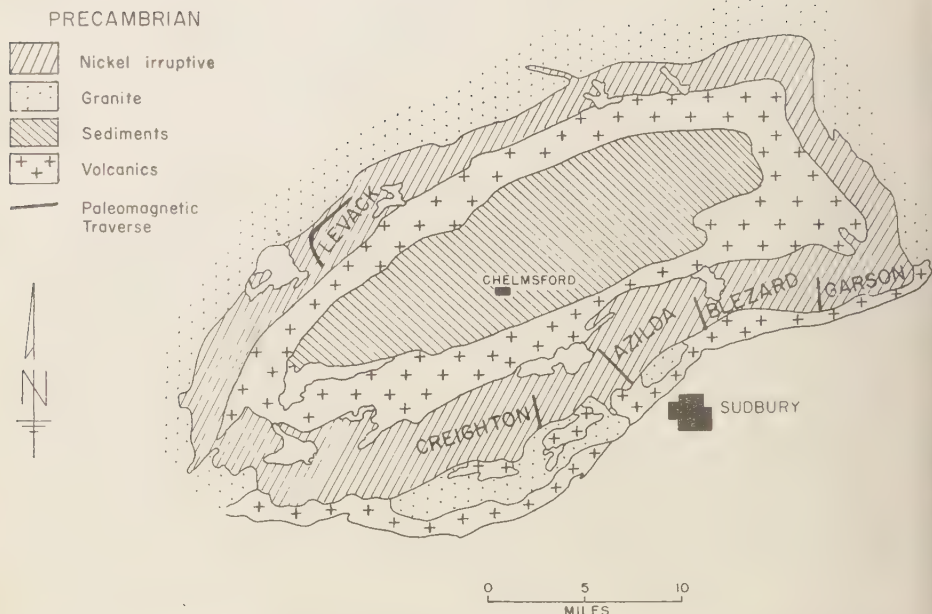 PRECAMBRIAN
Nickel irruptive
Granite
Sediments
Volcanics
Paleomagnetic
Traverse
N
LEVACK
CHELMSFORD
GARSON
BLEZARD
AZILDA
CREIGHTON
SUDBURY
0 5 10
MILES